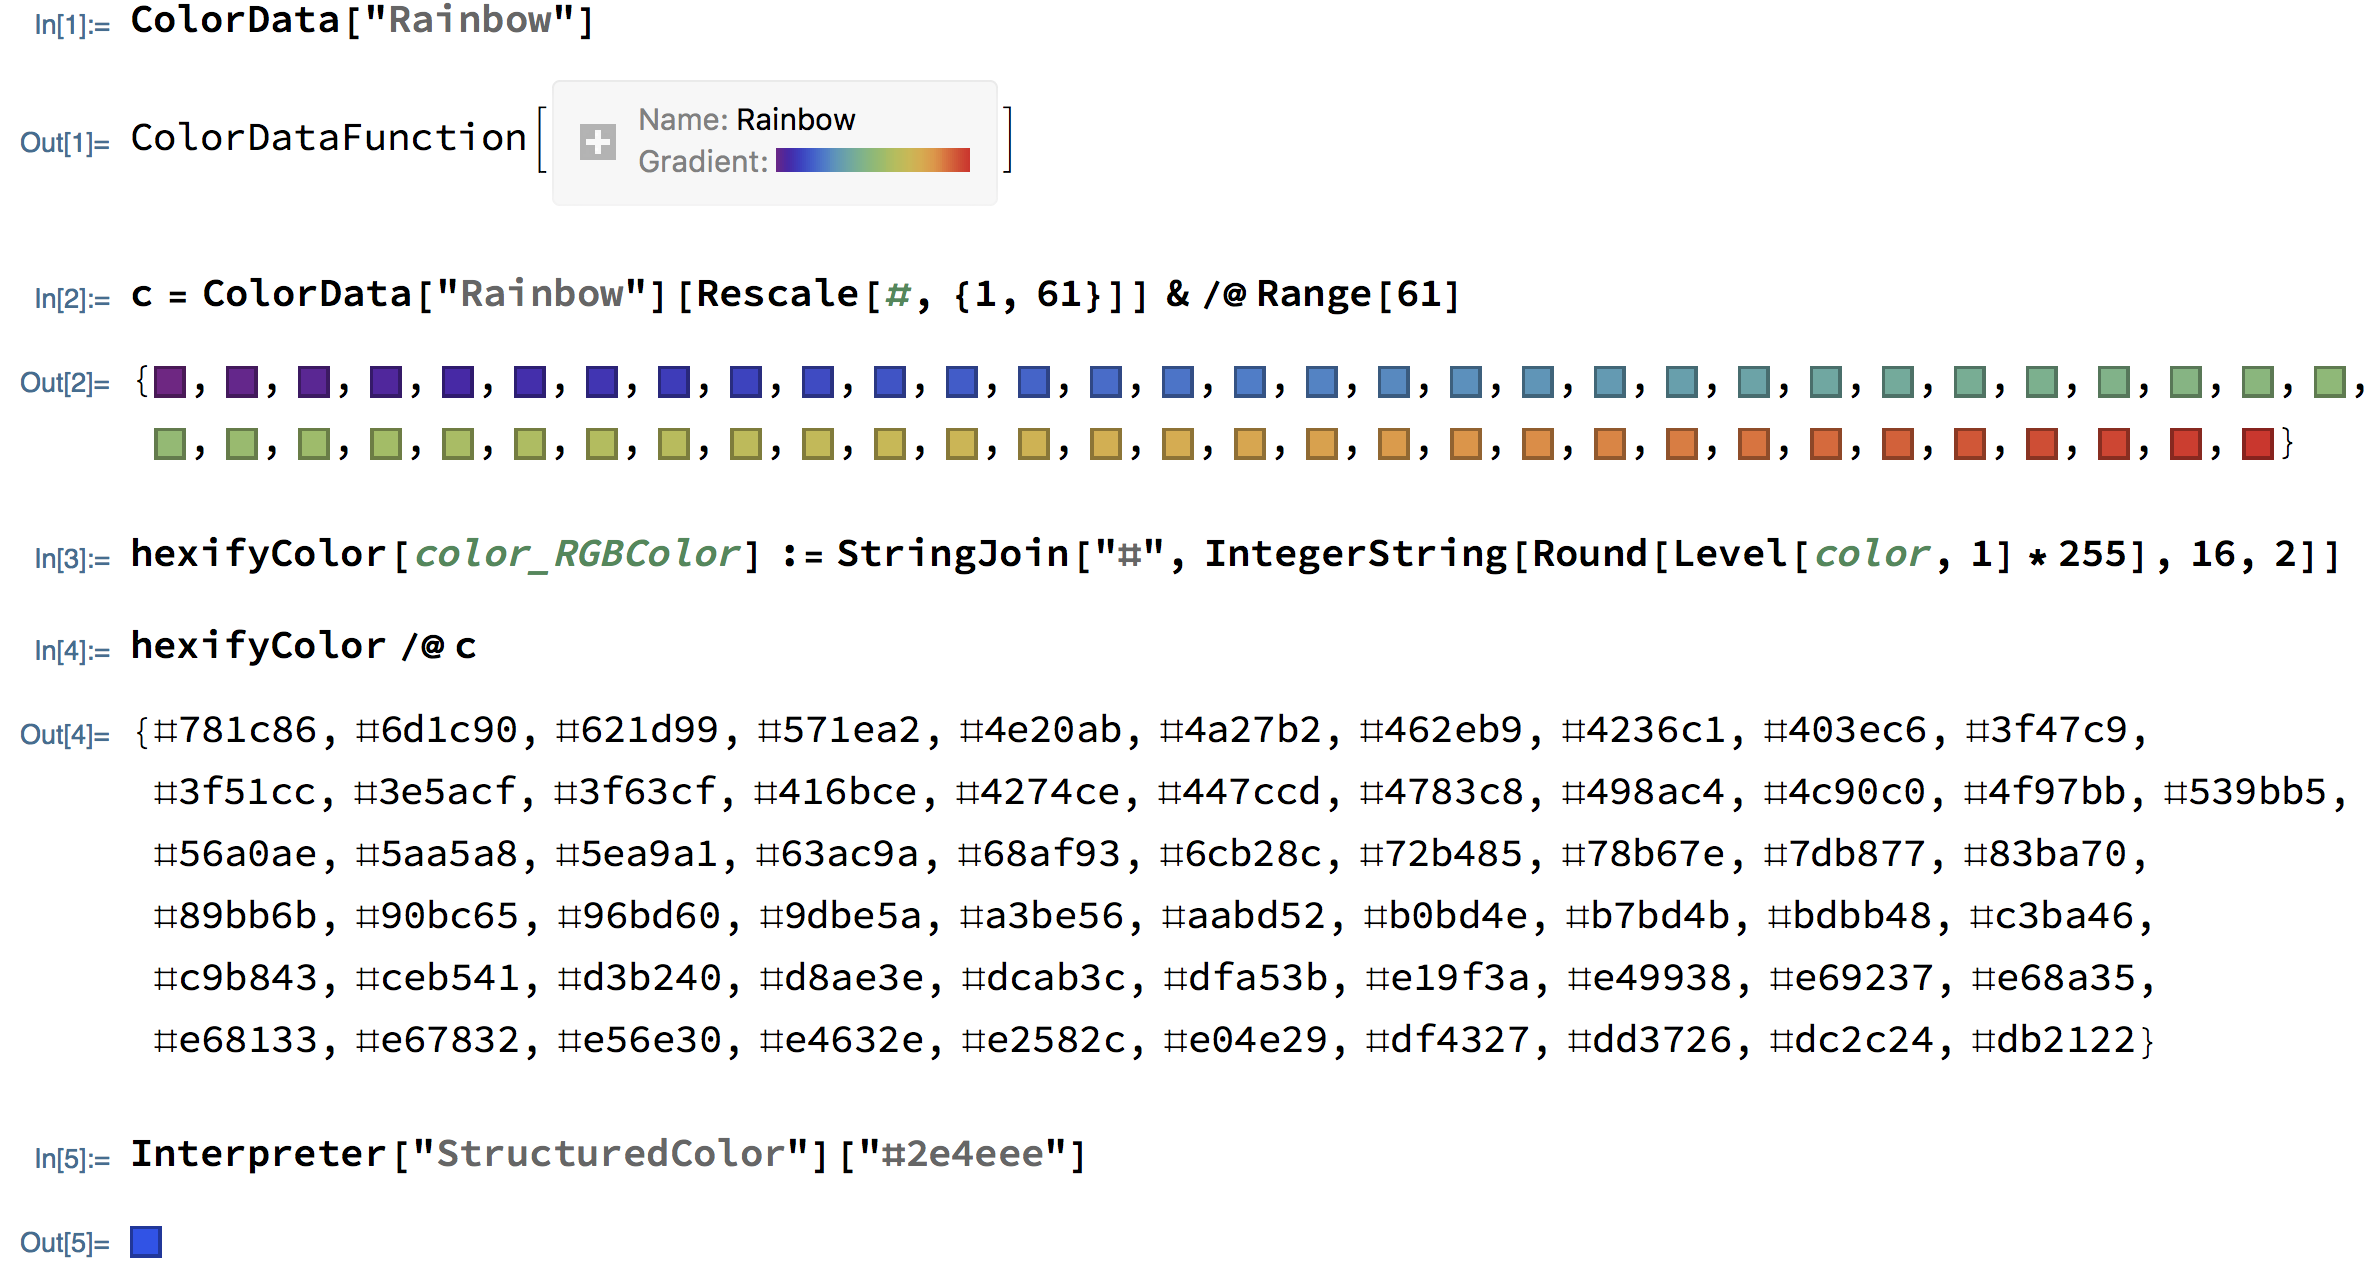 In[1]:= ColorData["Rainbow"]
Out[1]= ColorDataFunction[
Name: Rainbow
Gradient:
]
In[2]:= c = ColorData["Rainbow"][Rescale[#, {1, 61}]] & /@ Range[61]
Out[2]= { , , , , , , , , , , , , , , , , , , , , , , , , , , , , , , ,
, , , , , , , , , , , , , , , , , , , , , , , , , , , , , }
In[3]:= hexifyColor[color_RGBColor] := StringJoin["#", IntegerString[Round[Level[color, 1] * 255], 16, 2]]
In[4]:= hexifyColor /@ c
Out[4]= {#781c86, #6d1c90, #621d99, #571ea2, #4e20ab, #4a27b2, #462eb9, #4236c1, #403ec6, #3f47c9,
#3f51cc, #3e5acf, #3f63cf, #416bce, #4274ce, #447ccd, #4783c8, #498ac4, #4c90c0, #4f97bb, #539bb5,
#56a0ae, #5aa5a8, #5ea9a1, #63ac9a, #68af93, #6cb28c, #72b485, #78b67e, #7db877, #83ba70,
#89bb6b, #90bc65, #96bd60, #9dbe5a, #a3be56, #aabd52, #b0bd4e, #b7bd4b, #bdbb48, #c3ba46,
#c9b843, #ceb541, #d3b240, #d8ae3e, #dcab3c, #dfa53b, #e19f3a, #e49938, #e69237, #e68a35,
#e68133, #e67832, #e56e30, #e4632e, #e2582c, #e04e29, #df4327, #dd3726, #dc2c24, #db2122}
In[5]:= Interpreter["StructuredColor"]["#2e4eee"]
Out[5]=